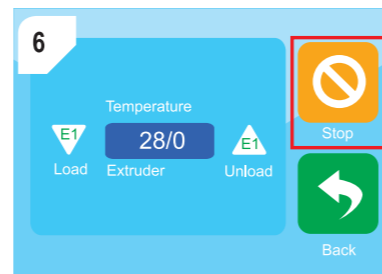 6
Temperature
E1 28/0 E1
Load Extruder Unload
Stop
Back